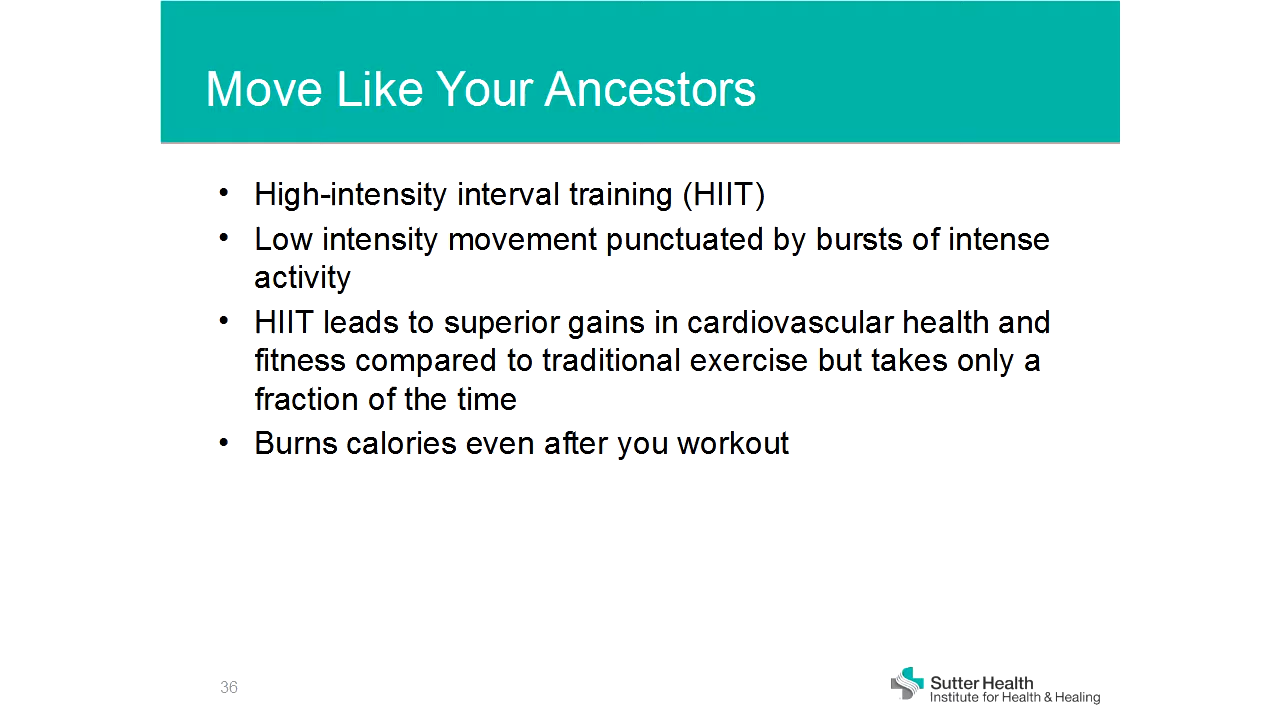 Move Like Your Ancestors
• High-intensity interval training (HIIT)
• Low intensity movement punctuated by bursts of intense
activity
• HIIT leads to superior gains in cardiovascular health and
fitness compared to traditional exercise but takes only a
fraction of the time
• Burns calories even after you workout
36
Sutter Health
Institute for Health & Healing